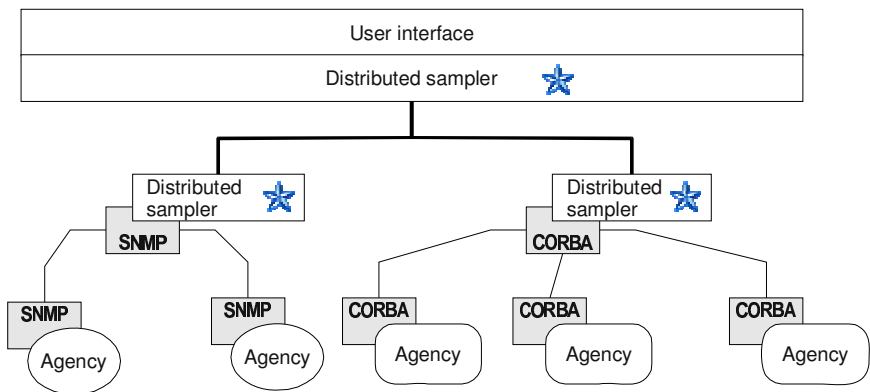 User interface
Distributed sampler
Distributed
sampler
Distributed
sampler
SNMP
CORBA
SNMP
SNMP
CORBA
CORBA
CORBA
Agency
Agency
Agency
Agency
Agency